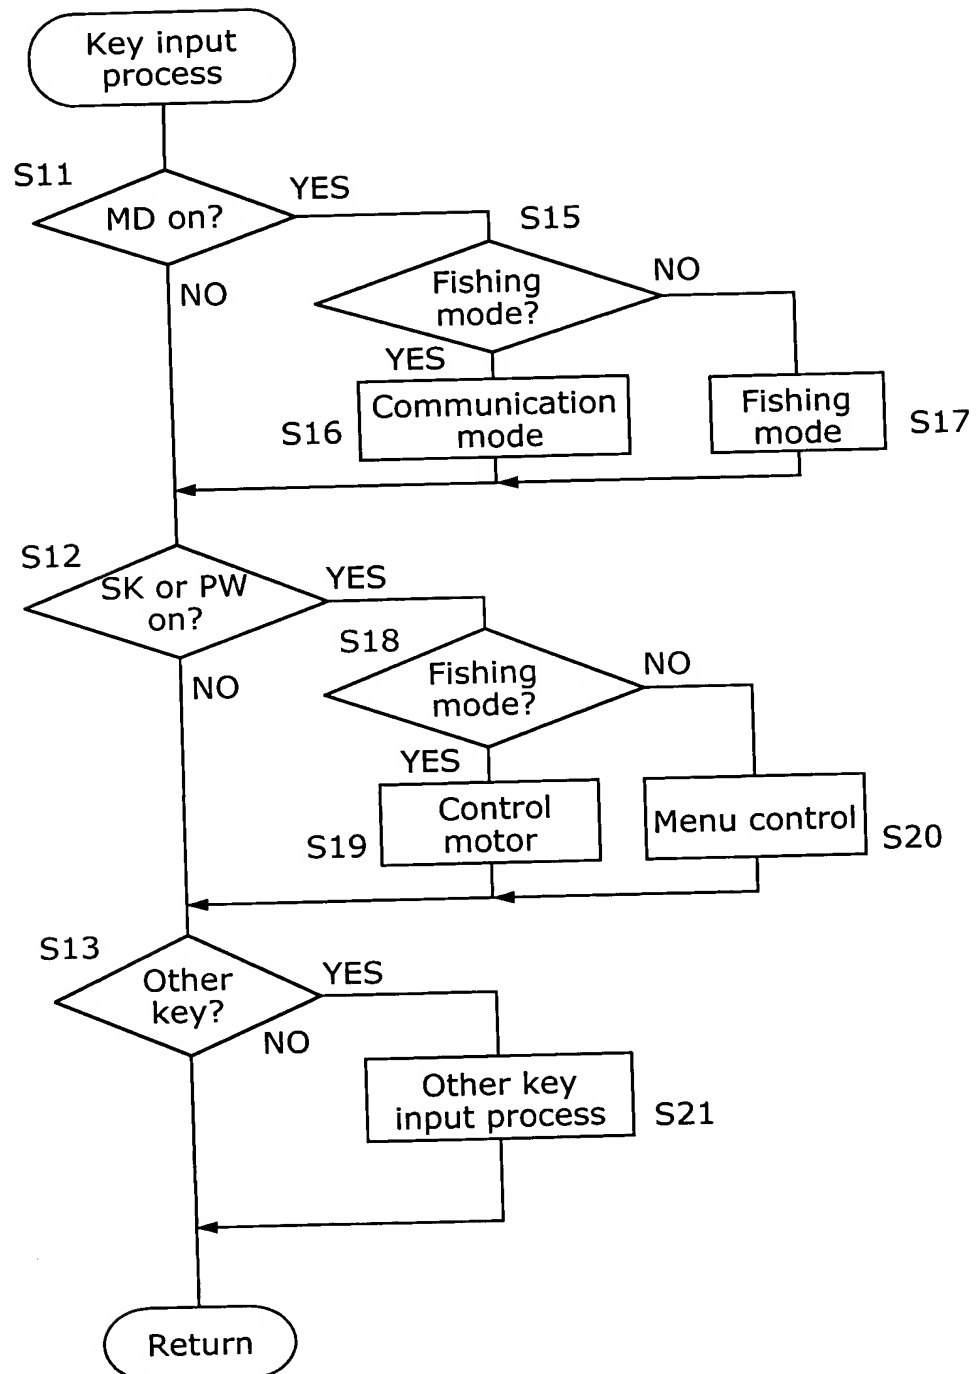 Key input
process
S11
MD on?
YES
NO
S15
Fishing
mode?
NO
YES
S16
Communication
mode
Fishing
mode
S17
S12
SK or PW
on?
YES
NO
S18
Fishing
mode?
NO
YES
S19
Control
motor
Menu control
S20
S13
Other
key?
YES
NO
Other key
input process
S21
Return